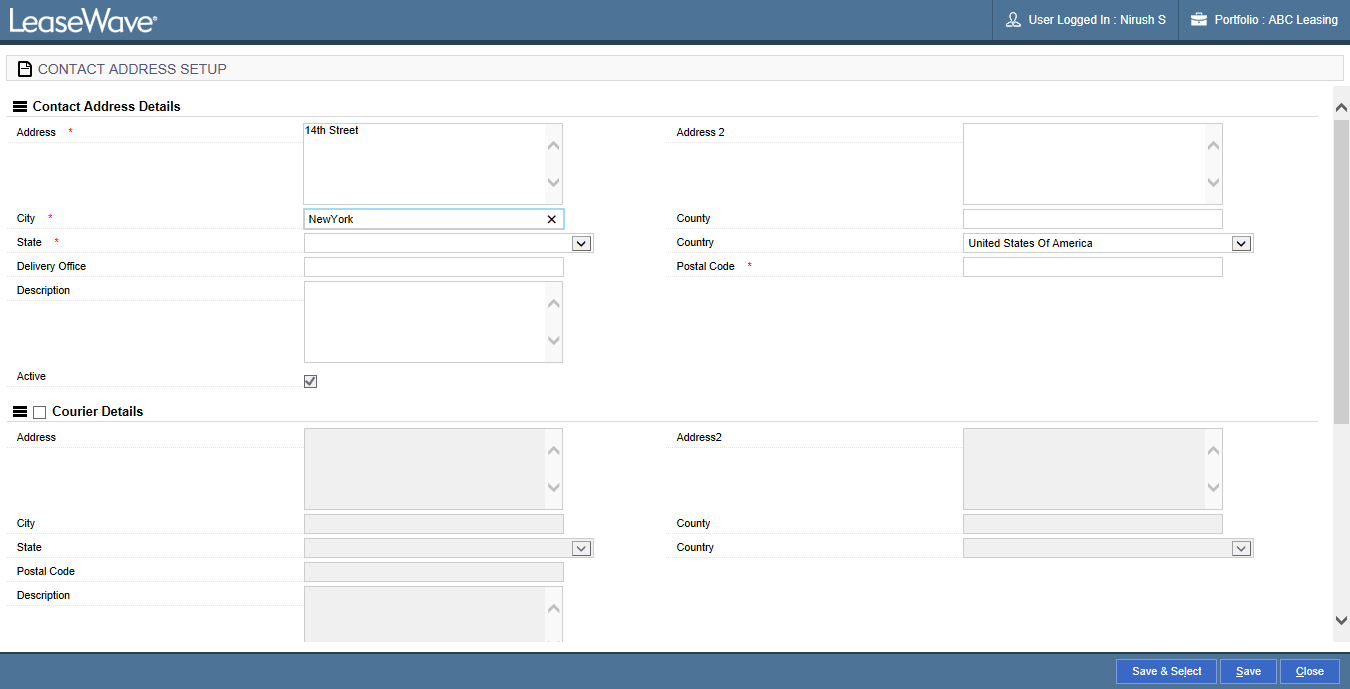 LeaseWave®
User Logged In : Nirush S
Portfolio : ABC Leasing
CONTACT ADDRESS SETUP
Contact Address Details
Address *
14th Street
Address 2
City *
NewYork
County
State *
Country
United States Of America
Delivery Office
Postal Code *
Description
Active
Courier Details
Address
Address2
City
County
State
Country
Postal Code
Description
Save & Select
Save
Close